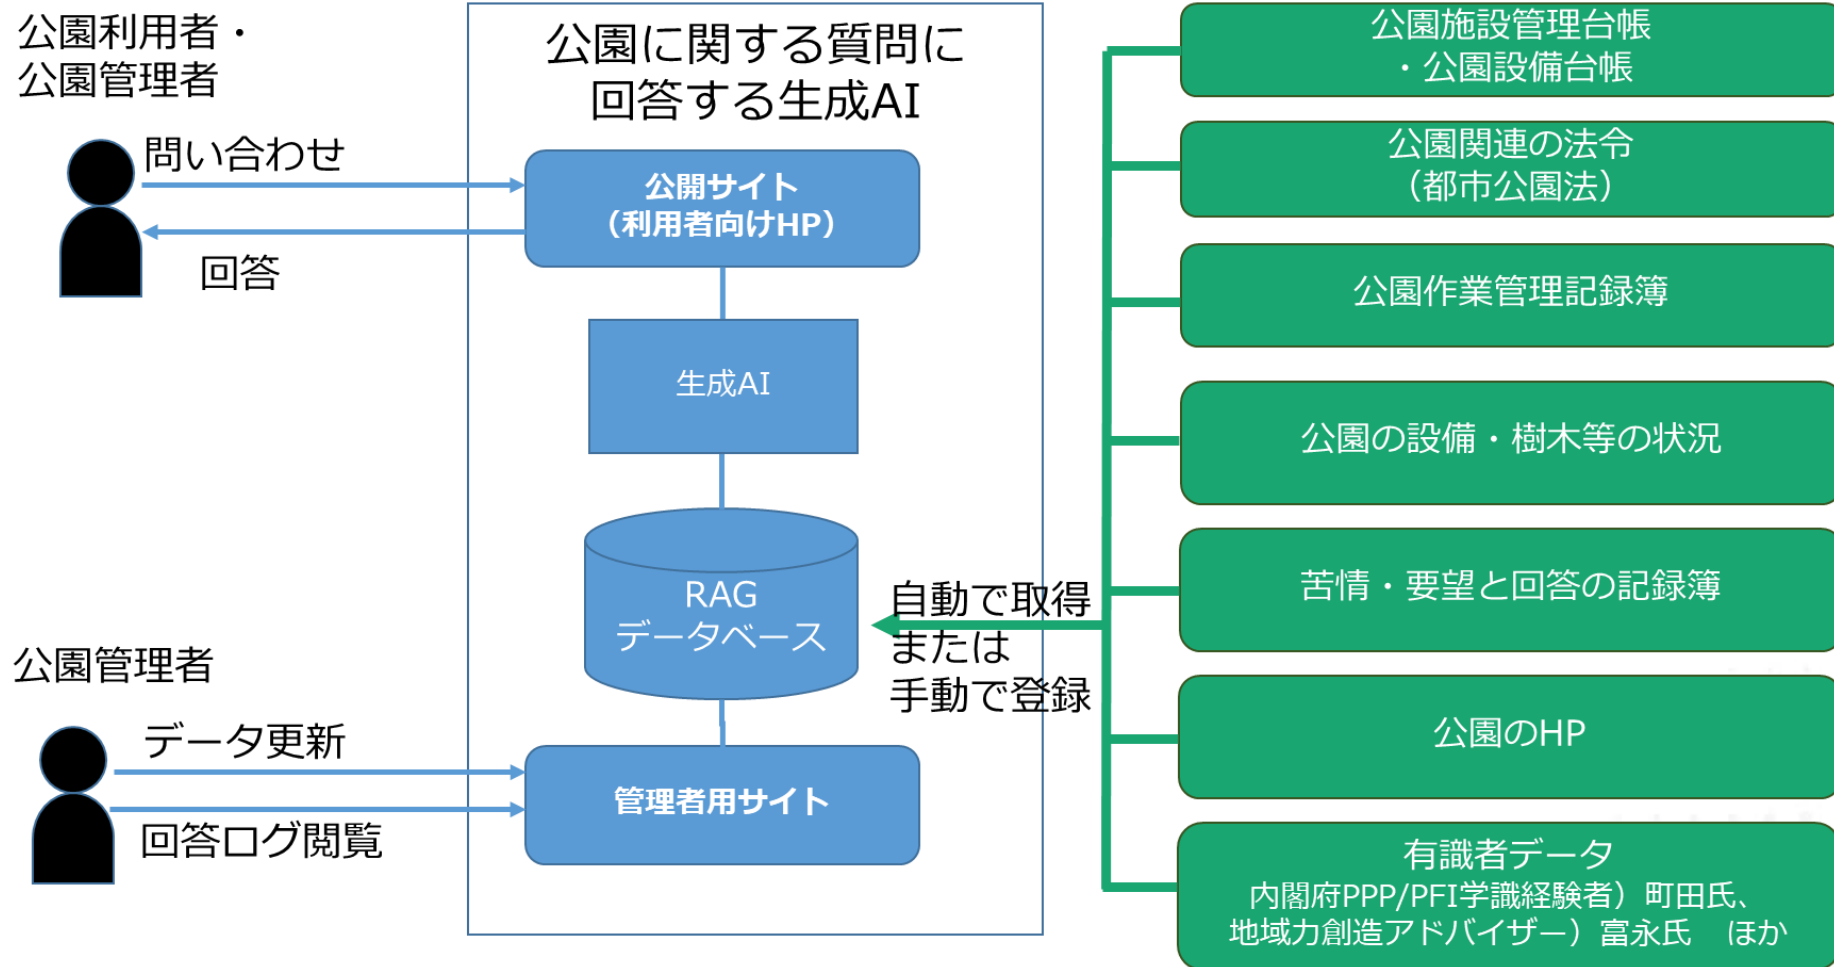 公園利用者・
公園管理者
問い合わせ
回答
公園管理者
データ更新
回答ログ閲覧
公園に関する質問に
回答する生成AI
公開サイト
（利用者向けHP）
生成AI
RAG
データベース
管理者用サイト
自動で取得
または
手動で登録
公園施設管理台帳
・公園設備台帳
公園関連の法令
（都市公園法）
公園作業管理記録簿
公園の設備・樹木等の状況
苦情・要望と回答の記録簿
公園のHP
有識者データ
内閣府PPP/PFI学識経験者）町田氏、
地域力創造アドバイザー）富永氏　ほか